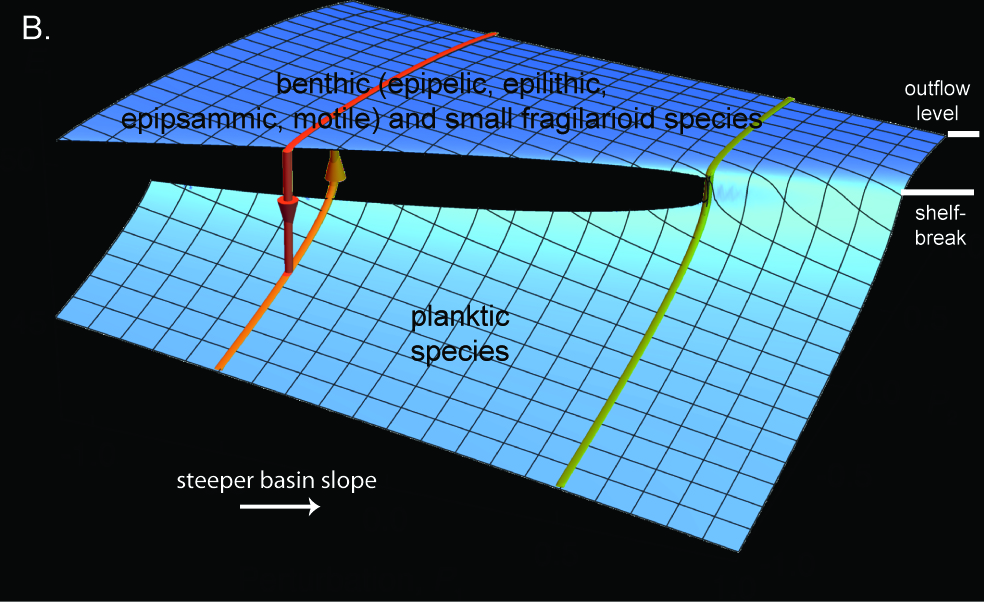 B.
benthic (epipelic, epilithic,
epipsammic, motile) and small fragilarioid species
outflow
level
shelf-
break
planktic
species
steeper basin slope